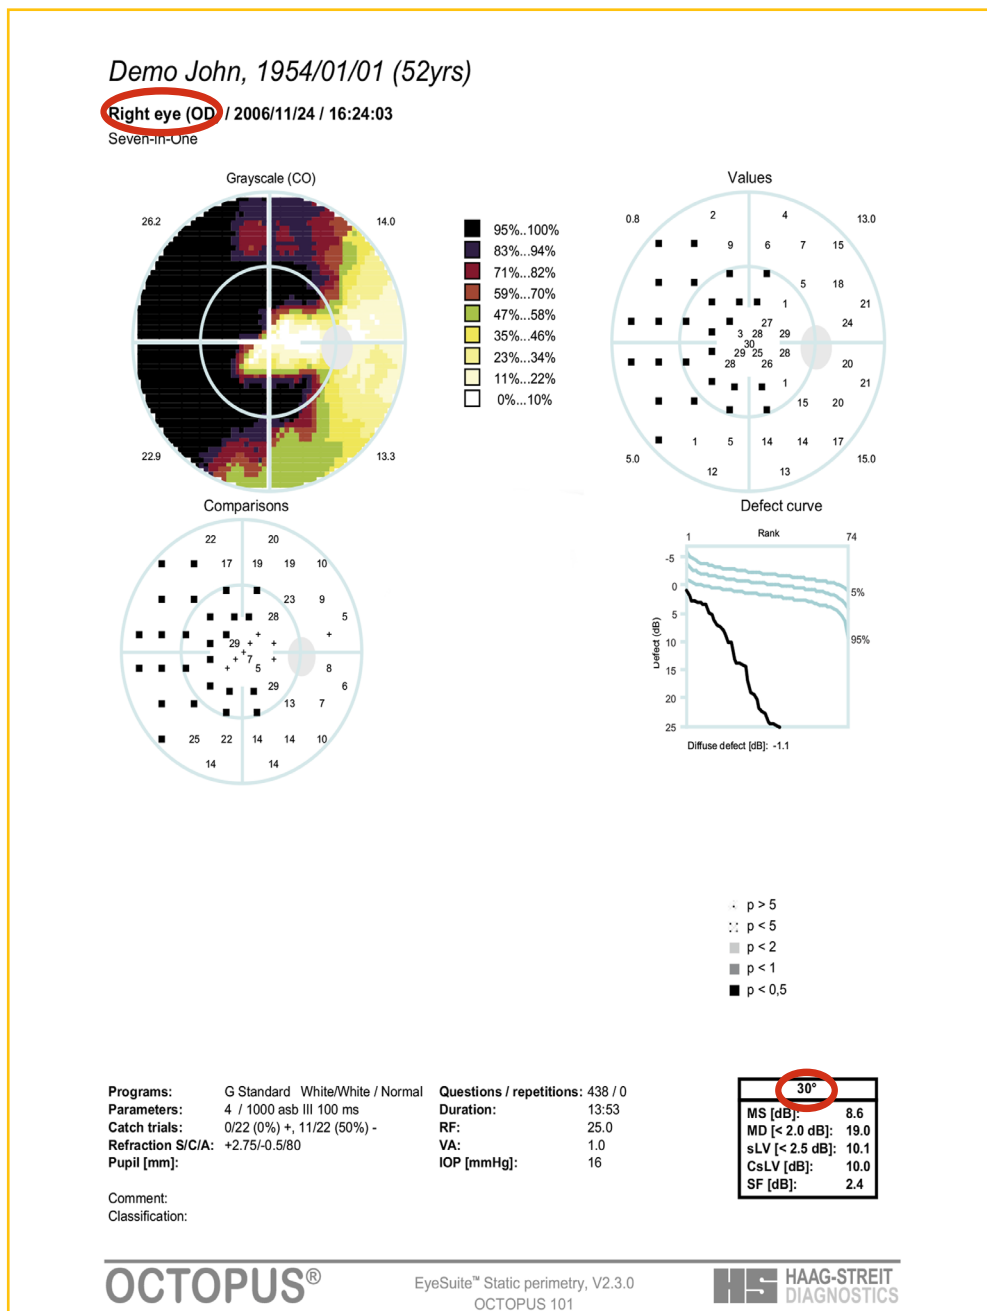 Demo John, 1954/01/01 (52yrs)
Right eye (OD) / 2006/11/24 / 16:24:03
Seven-in-One
Grayscale (CO)
26.2 14.0
22.9 13.3
95%...100%
83%...94%
71%...82%
59%...70%
47%...58%
35%...46%
23%...34%
11%...22%
0%...10%
Values
0.8 2 4 13.0
9 6 7 15
5 18
1 21
27 24
3 28 29
30
29 25 28
28 26 20
1 21
15 20
1 5 14 14 17
5.0 12 13 15.0
Comparisons
22 20
17 19 19 10
23 9
28 5
29
7
5 8
29 6
13 7
25 22 14 14 10
14 14
Defect curve
1 Rank 74
-5
0
5
10
15
20
25
Defect (dB)
5%
95%
Diffuse defect [dB]: -1.1
p > 5
p < 5
p < 2
p < 1
p < 0,5
Programs: G Standard White/White / Normal Questions / repetitions: 438 / 0
Parameters: 4 / 1000 asb III 100 ms Duration: 13:53
Catch trials: 0/22 (0%) +, 11/22 (50%) - RF: 25.0
Refraction S/C/A: +2.75/-0.5/80 VA: 1.0
Pupil [mm]: IOP [mmHg]: 16
Comment:
Classification:
30°
MS [dB]: 8.6
MD [< 2.0 dB]: 19.0
sLV [< 2.5 dB]: 10.1
CsLV [dB]: 10.0
SF [dB]: 2.4
OCTOPUS®
EyeSuite™ Static perimetry, V2.3.0
OCTOPUS 101
HS HAAG-STREIT
DIAGNOSTICS